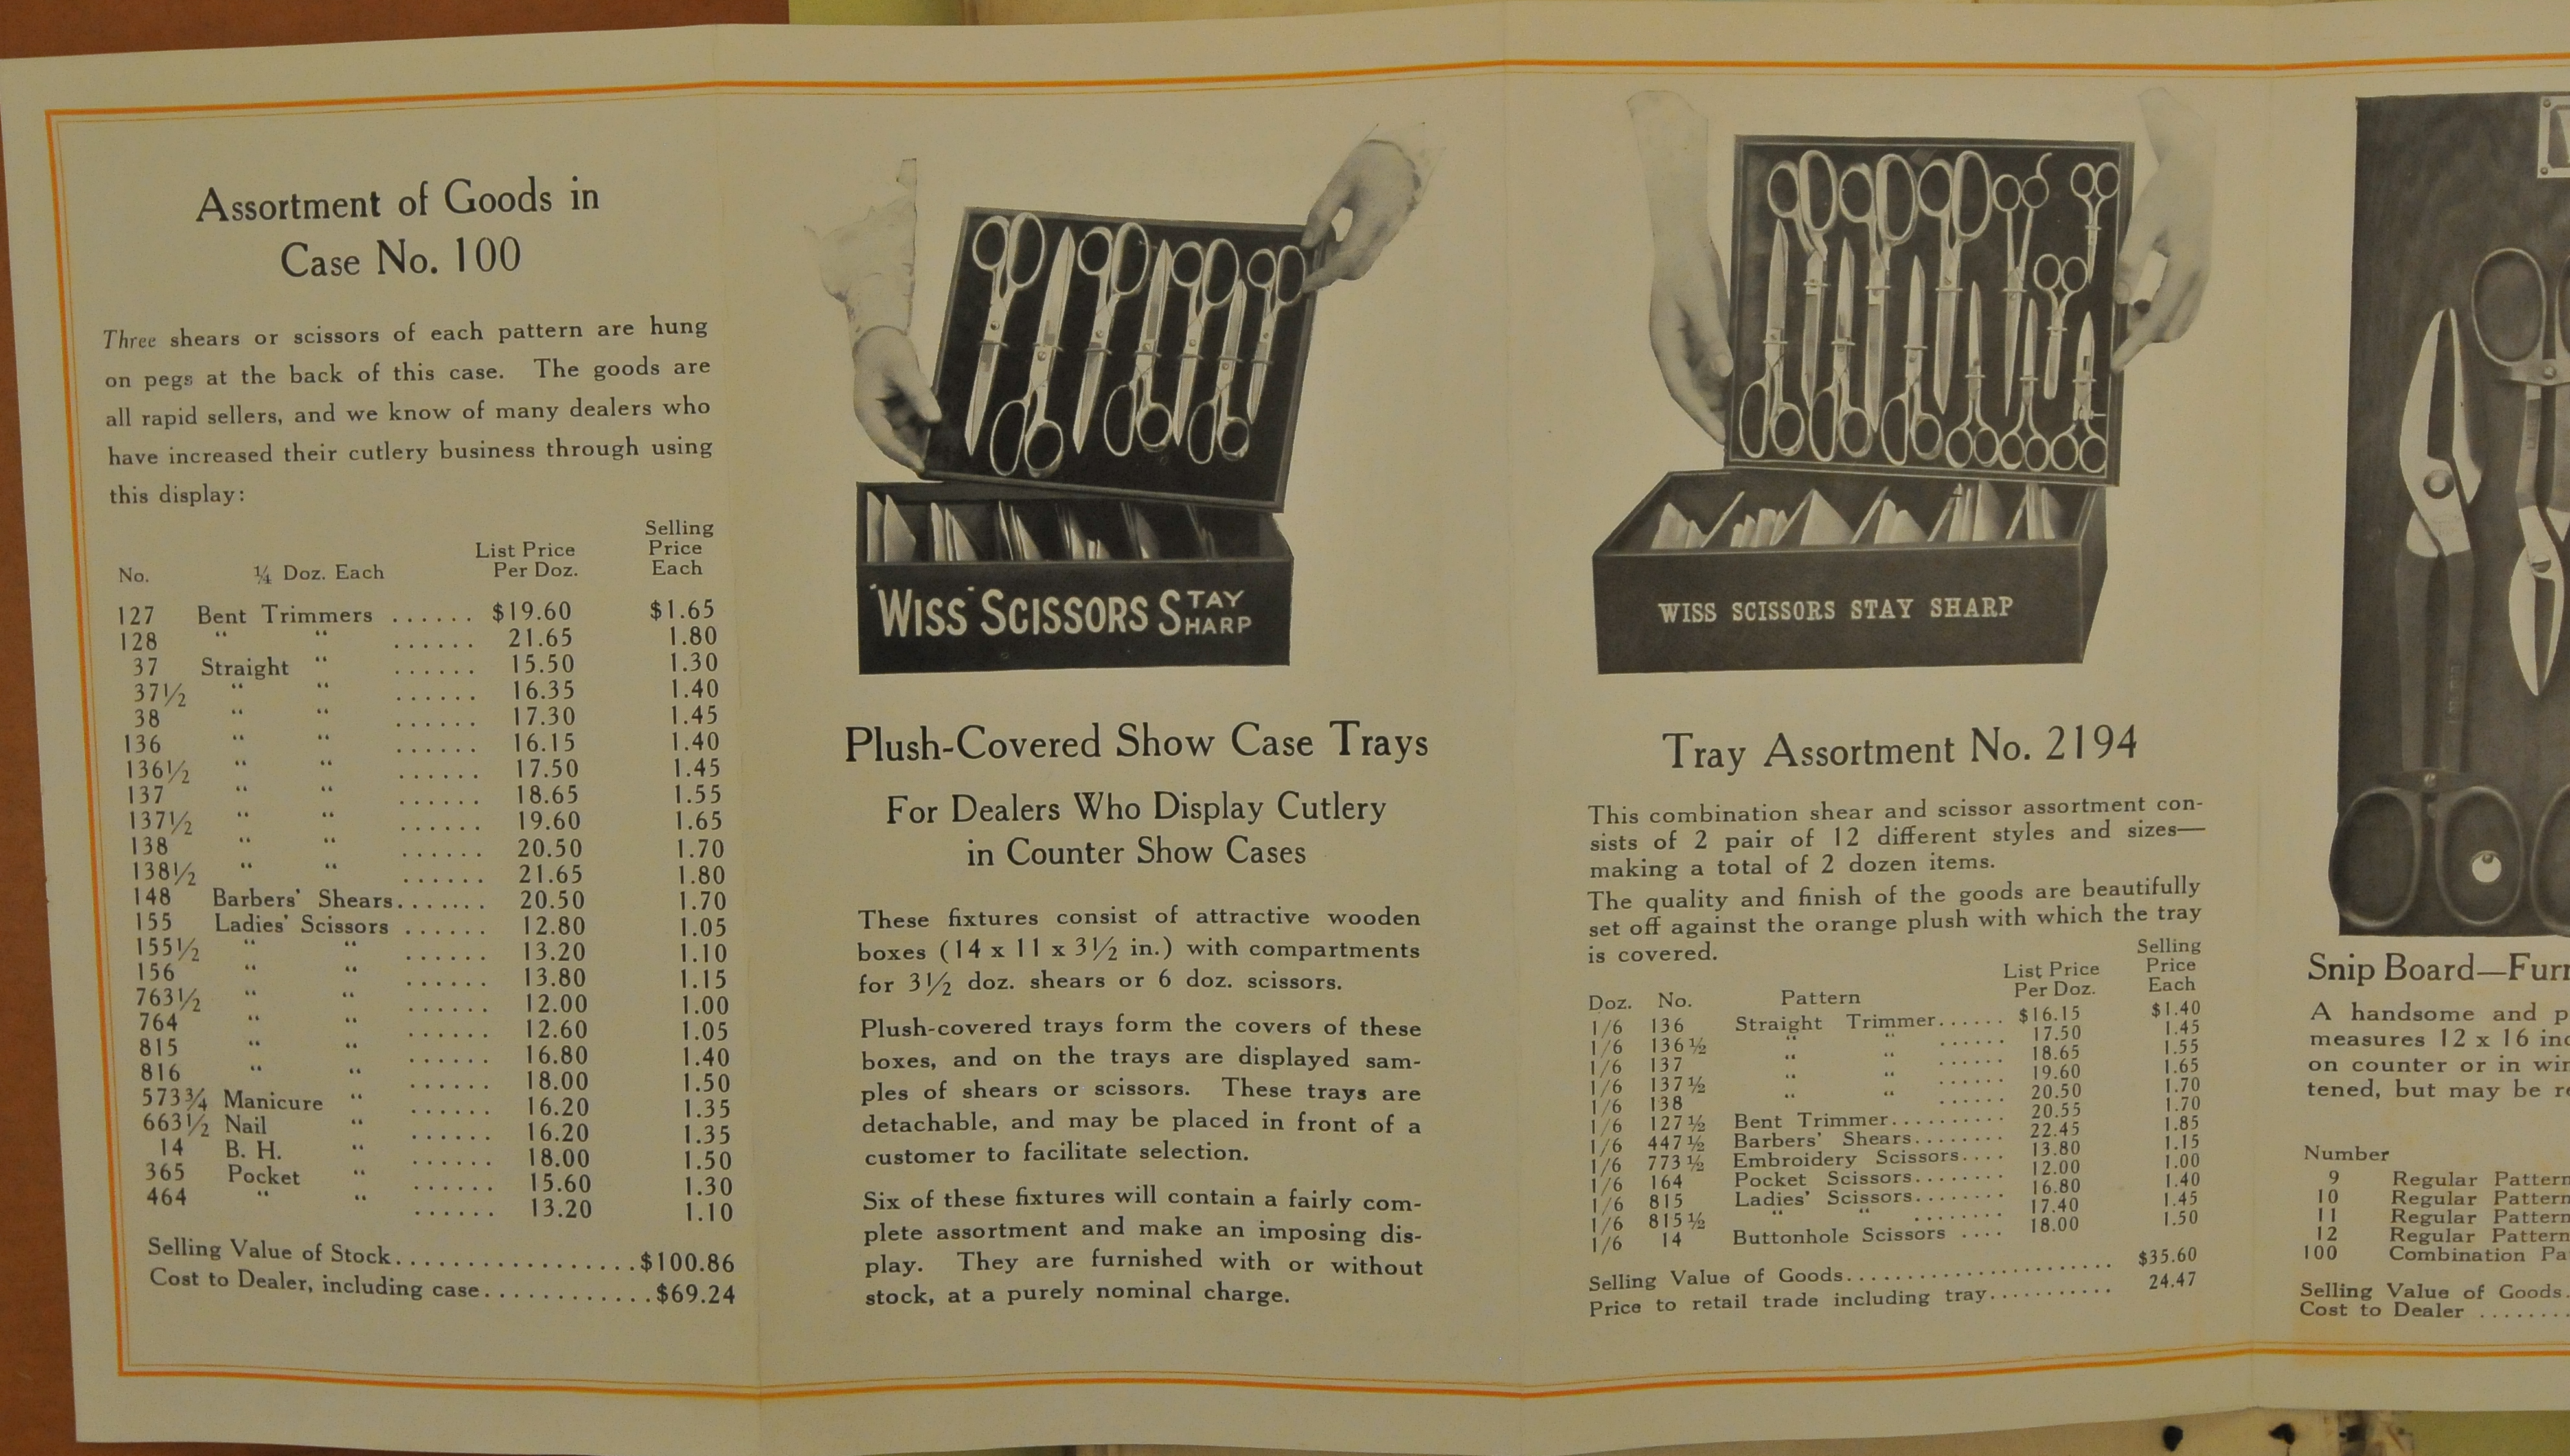 Assortment of Goods in
Case No. 100
Three shears or scissors of each pattern are hung
on pegs at the back of this case. The goods are
all rapid sellers, and we know of many dealers who
have increased their cutlery business through using
this display:
No. ¼ Doz. Each List Price Per Doz. Selling Price Each
127 Bent Trimmers ...... $19.60 $1.65
128 “ “ ...... 21.65 1.80
37 Straight “ ...... 15.50 1.30
37½ “ “ ...... 16.35 1.40
38 “ “ ...... 17.30 1.45
136 “ “ ...... 16.15 1.40
136½ “ “ ...... 17.50 1.45
137 “ “ ...... 18.65 1.55
137½ “ “ ...... 19.60 1.65
138 “ “ ...... 20.50 1.70
138½ “ “ ...... 21.65 1.80
148 Barbers' Shears....... 20.50 1.70
155 Ladies' Scissors ...... 12.80 1.05
155½ “ “ ...... 13.20 1.10
156 “ “ ...... 13.80 1.15
763½ “ “ ...... 12.00 1.00
764 “ “ ...... 12.60 1.05
815 “ “ ...... 16.80 1.40
816 “ “ ...... 18.00 1.50
573¾ Manicure “ ...... 16.20 1.35
663½ Nail “ ...... 16.20 1.35
14 B. H. “ ...... 18.00 1.50
365 Pocket “ ...... 15.60 1.30
464 “ “ ...... 13.20 1.10
Selling Value of Stock..................$100.86
Cost to Dealer, including case............$69.24
"WISS" SCISSORS STAY SHARP
Plush-Covered Show Case Trays
For Dealers Who Display Cutlery
in Counter Show Cases
These fixtures consist of attractive wooden
boxes (14 x 11 x 3½ in.) with compartments
for 3½ doz. shears or 6 doz. scissors.
Plush-covered trays form the covers of these
boxes, and on the trays are displayed sam-
ples of shears or scissors. These trays are
detachable, and may be placed in front of a
customer to facilitate selection.
Six of these fixtures will contain a fairly com-
plete assortment and make an imposing dis-
play. They are furnished with or without
stock, at a purely nominal charge.
WISS SCISSORS STAY SHARP
Tray Assortment No. 2194
This combination shear and scissor assortment con-
sists of 2 pair of 12 different styles and sizes—
making a total of 2 dozen items.
The quality and finish of the goods are beautifully
set off against the orange plush with which the tray
is covered.
Doz. No. Pattern List Price Per Doz. Selling Price Each
1/6 136 Straight Trimmer...... $16.15 $1.40
1/6 136½ “ “ ...... 17.50 1.45
1/6 137 “ “ ...... 18.65 1.55
1/6 137½ “ “ ...... 19.60 1.65
1/6 138 “ “ ...... 20.50 1.70
1/6 127½ Bent Trimmer.......... 20.55 1.70
1/6 447½ Barbers' Shears........ 22.45 1.85
1/6 773½ Embroidery Scissors.... 13.80 1.15
1/6 164 Pocket Scissors........ 12.00 1.00
1/6 815 Ladies' Scissors........ 16.80 1.40
1/6 815½ “ “ ........ 17.40 1.45
1/6 14 Buttonhole Scissors .... 18.00 1.50
Selling Value of Goods...................... $35.60
Price to retail trade including tray........... 24.47
Snip Board—Furn
A handsome and p
measures 12 x 16 inc
on counter or in win
tened, but may be re
Number
9 Regular Pattern
10 Regular Pattern
11 Regular Pattern
12 Regular Pattern
100 Combination Pa
Selling Value of Goods.
Cost to Dealer ........